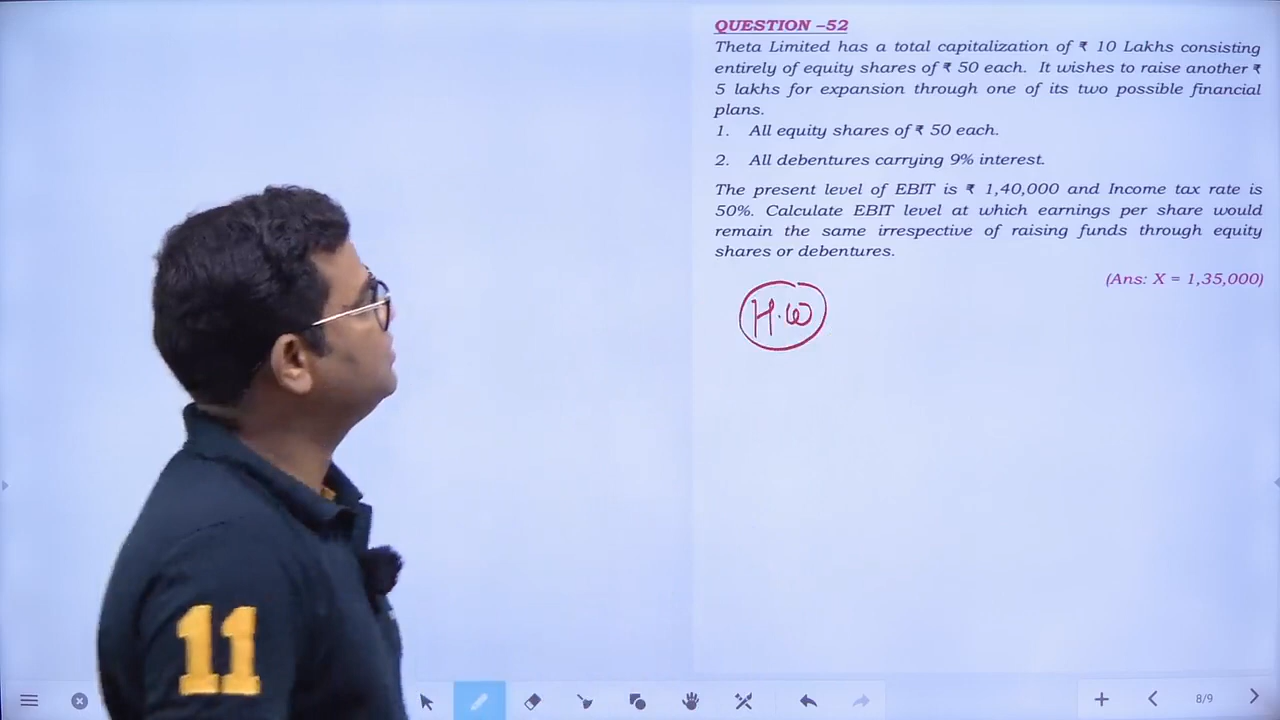 QUESTION –52
Theta Limited has a total capitalization of ₹ 10 Lakhs consisting
entirely of equity shares of ₹ 50 each. It wishes to raise another ₹
5 lakhs for expansion through one of its two possible financial
plans.
1. All equity shares of ₹ 50 each.
2. All debentures carrying 9% interest.
The present level of EBIT is ₹ 1,40,000 and Income tax rate is
50%. Calculate EBIT level at which earnings per share would
remain the same irrespective of raising funds through equity
shares or debentures.
(Ans: X = 1,35,000)
H.W
11
8/9